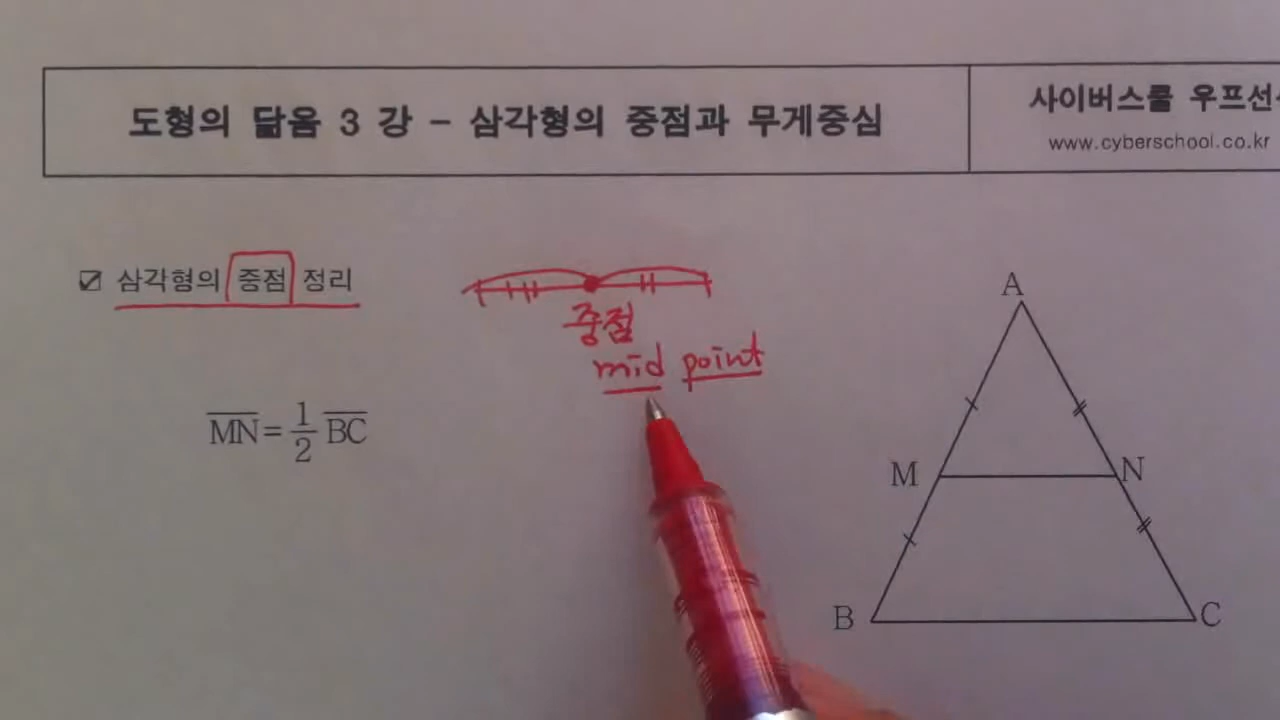 도형의 닮음 3 강 - 삼각형의 중점과 무게중심
사이버스쿨 우프선
www.cyberschool.co.kr
☑ 삼각형의 중점 정리
중점
mid point
MN = 1/2 BC
A
M
N
B
C